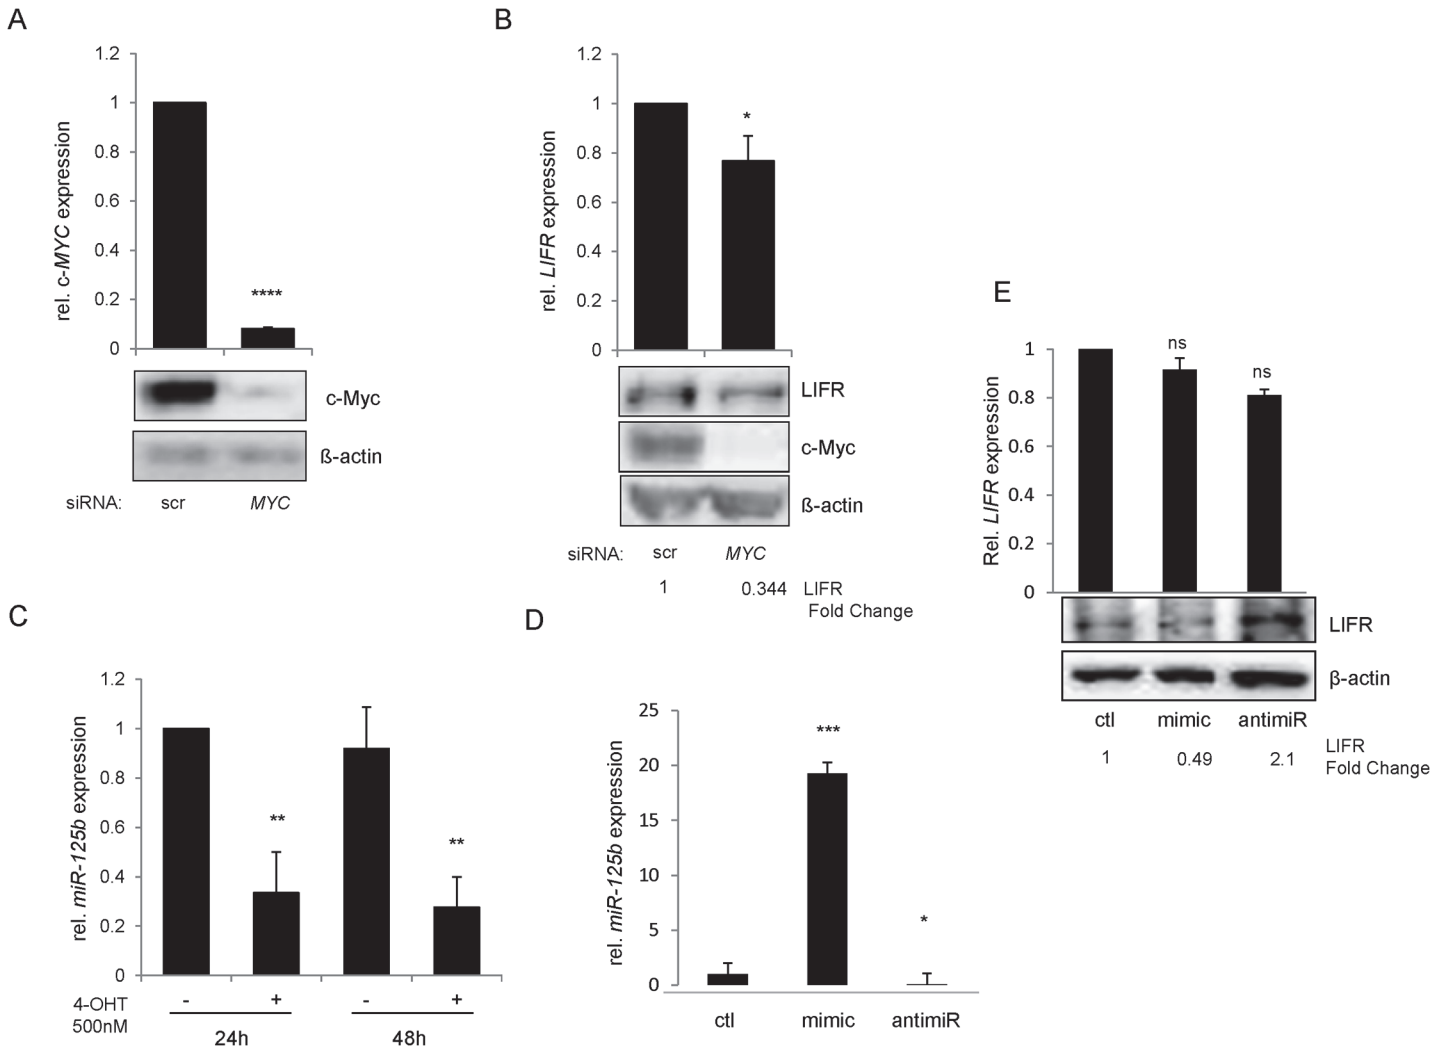 A
1.2
1
0.8
0.6
0.4
0.2
0
rel. c-MYC expression
****
c-Myc
ß-actin
siRNA: scr MYC
B
1.2
1
0.8
0.6
0.4
0.2
0
rel. LIFR expression
*
LIFR
c-Myc
ß-actin
siRNA: scr MYC
1 0.344 LIFR
Fold Change
C
1.2
1
0.8
0.6
0.4
0.2
0
rel. miR-125b expression
**
**
4-OHT - + - +
500nM
24h 48h
D
25
20
15
10
5
0
rel. miR-125b expression
***
*
ctl mimic antimiR
E
1
0.8
0.6
0.4
0.2
0
Rel. LIFR expression
ns
ns
LIFR
β-actin
ctl mimic antimiR
1 0.49 2.1 LIFR
Fold Change